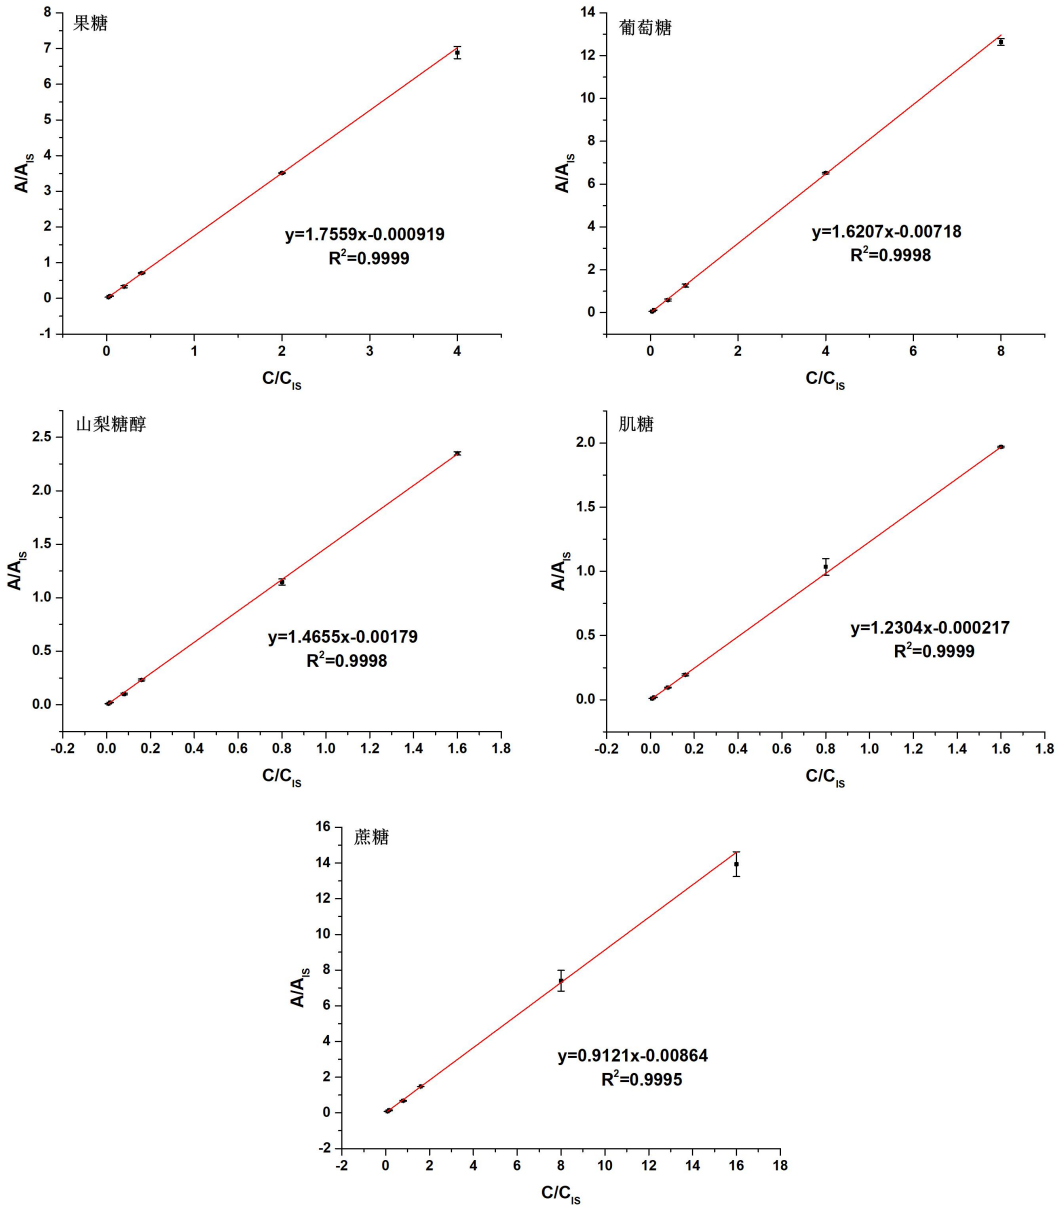 果糖
8
7
6
5
4
3
2
1
0
-1
A/A_IS
y=1.7559x-0.000919
R²=0.9999
0 1 2 3 4
C/C_IS
葡萄糖
14
12
10
8
6
4
2
0
A/A_IS
y=1.6207x-0.00718
R²=0.9998
0 2 4 6 8
C/C_IS
山梨糖醇
2.5
2.0
1.5
1.0
0.5
0.0
A/A_IS
y=1.4655x-0.00179
R²=0.9998
-0.2 0.0 0.2 0.4 0.6 0.8 1.0 1.2 1.4 1.6 1.8
C/C_IS
肌糖
2.0
1.5
1.0
0.5
0.0
A/A_IS
y=1.2304x-0.000217
R²=0.9999
-0.2 0.0 0.2 0.4 0.6 0.8 1.0 1.2 1.4 1.6 1.8
C/C_IS
蔗糖
16
14
12
10
8
6
4
2
0
-2
A/A_IS
y=0.9121x-0.00864
R²=0.9995
-2 0 2 4 6 8 10 12 14 16 18
C/C_IS